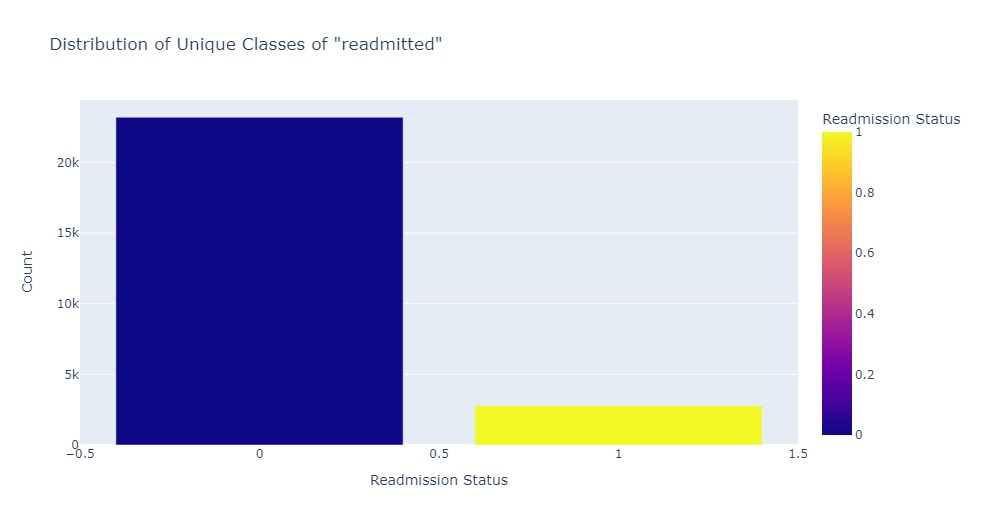 Distribution of Unique Classes of "readmitted"
Readmission Status
1
0.8
0.6
0.4
0.2
0
20k
15k
10k
5k
0
Count
−0.5
0
0.5
1
1.5
Readmission Status